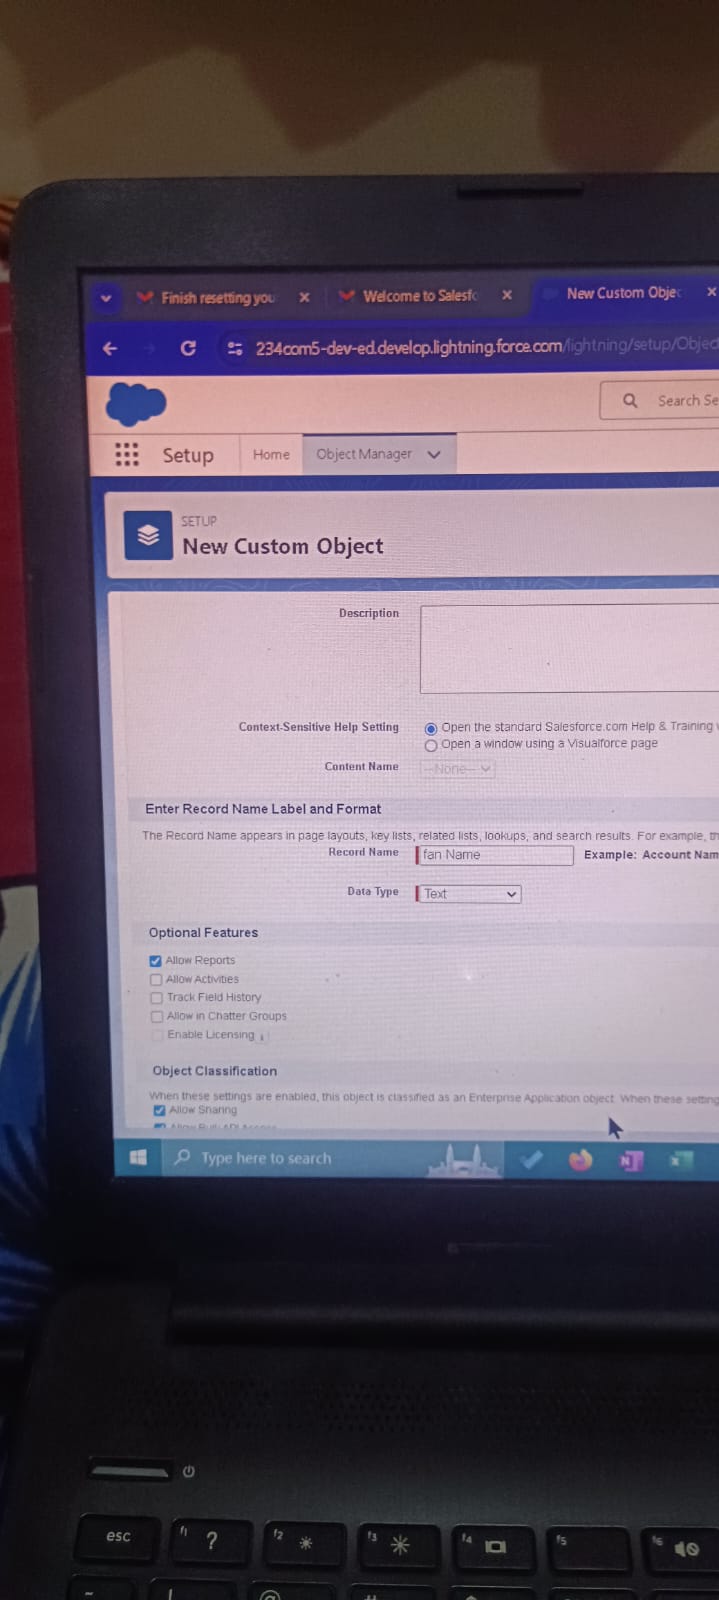 Finish resetting you
Welcome to Salesfo
New Custom Objec
234com5-dev-ed.develop.lightning.force.com/lightning/setup/Object
Search Se
Setup Home Object Manager
SETUP
New Custom Object
Description
Context-Sensitive Help Setting Open the standard Salesforce.com Help & Training
Open a window using a Visualforce page
Content Name --None--
Enter Record Name Label and Format
The Record Name appears in page layouts, key lists, related lists, lookups, and search results. For example, th
Record Name fan Name Example: Account Nam
Data Type Text
Optional Features
Allow Reports
Allow Activities
Track Field History
Allow in Chatter Groups
Enable Licensing i
Object Classification
When these settings are enabled, this object is classified as an Enterprise Application object. When these setting
Allow Sharing
Allow Bulk API Access
Type here to search
esc f1 ? f2 f3 f4 f5 f6